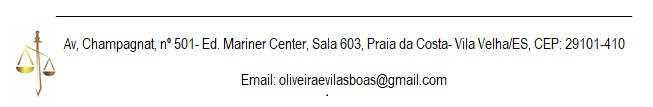 Av, Champagnat, nº 501- Ed. Mariner Center, Sala 603, Praia da Costa- Vila Velha/ES, CEP: 29101-410
Email: oliveiraevilasboas@gmail.com
.